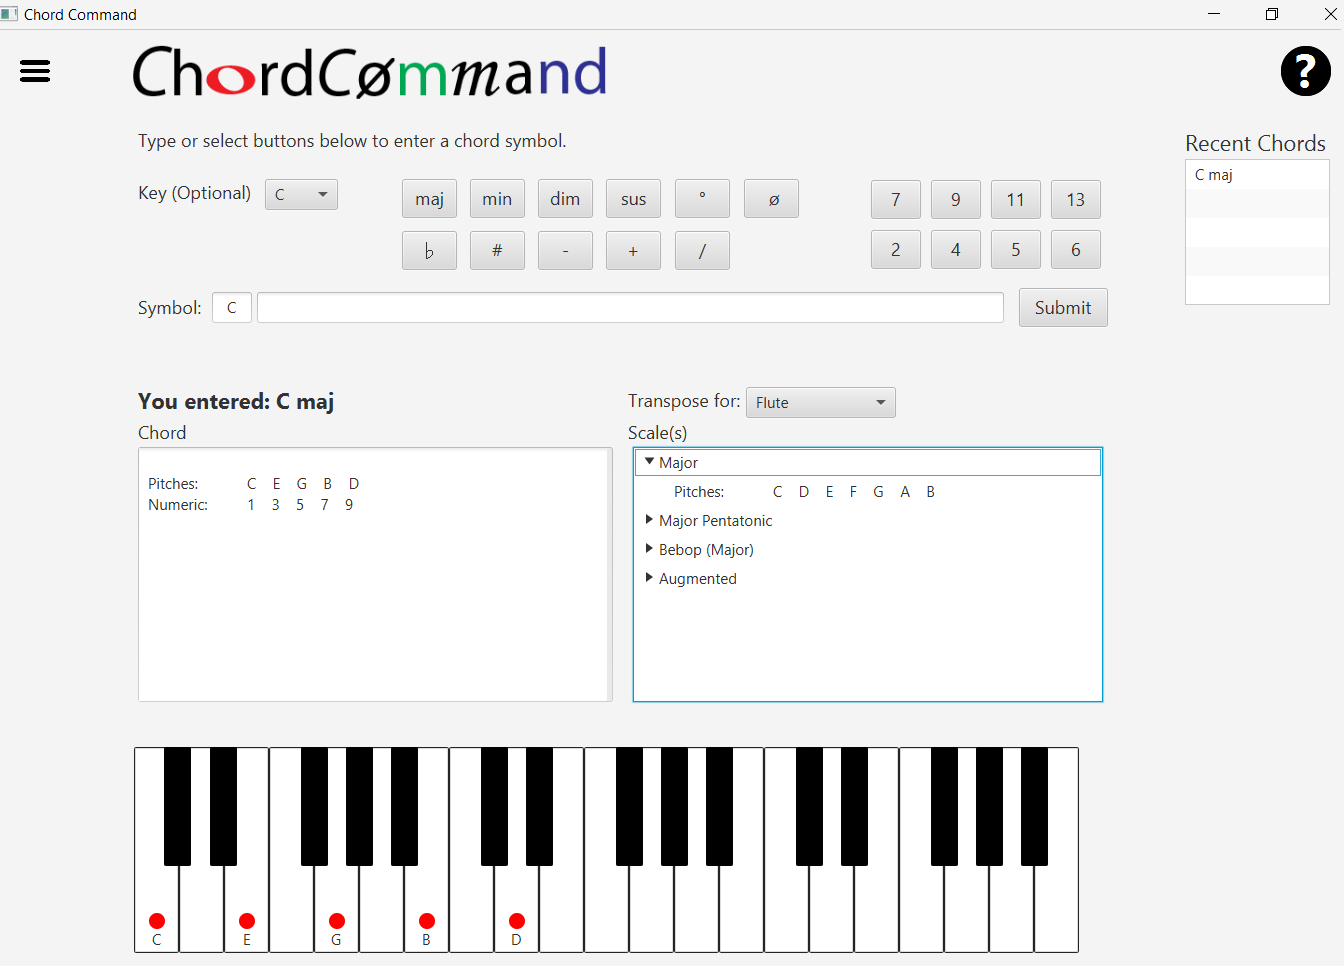 Chord Command
ChordCømmand
?
Type or select buttons below to enter a chord symbol.
Recent Chords
C maj
Key (Optional) C
maj min dim sus ° ø
7 9 11 13
♭ # - + /
2 4 5 6
Symbol: C
Submit
You entered: C maj
Transpose for: Flute
Chord
Pitches: C E G B D
Numeric: 1 3 5 7 9
Scale(s)
Major
Pitches: C D E F G A B
Major Pentatonic
Bebop (Major)
Augmented
C E G B D